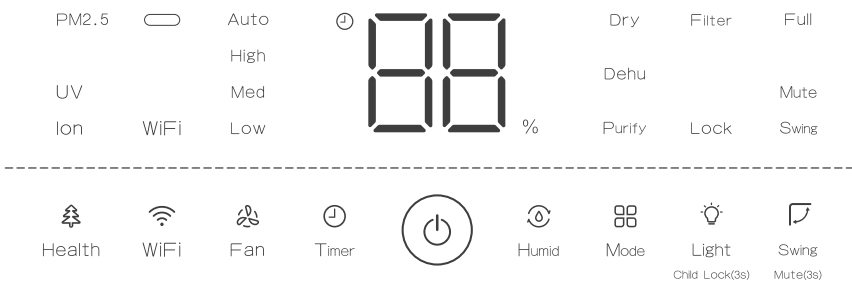 PM2.5 Auto 88 Dry Filter Full
High
Dehu
UV Med Mute
Ion WiFi Low % Purify Lock Swing
Health WiFi Fan Timer Humid Mode Light Swing
Child Lock(3s) Mute(3s)